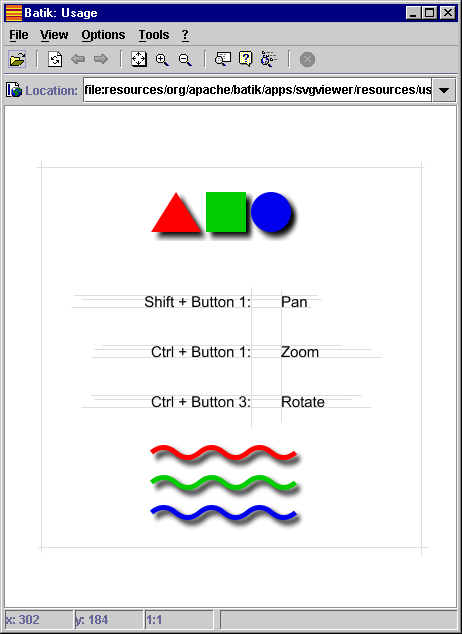 Batik: Usage
File View Options Tools ?
Location: file:resources/org/apache/batik/apps/svgviewer/resources/us
Shift + Button 1: Pan
Ctrl + Button 1: Zoom
Ctrl + Button 3: Rotate
x: 302 y: 184 1:1